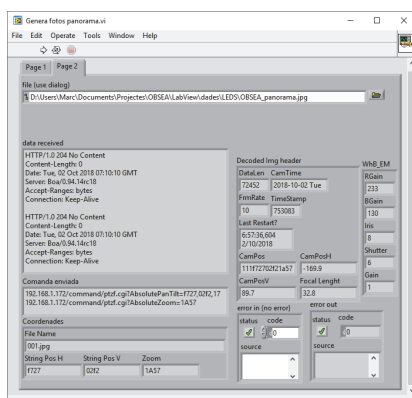 Genera fotos panorama.vi
File Edit Operate Tools Window Help
Page 1 Page 2
file (use dialog)
D:\Users\Marc\Documents\Projectes\OBSEA\LabView\dades\LEDS\OBSEA_panorama.jpg
data received
HTTP/1.0 204 No Content
Content-Length: 0
Date: Tue, 02 Oct 2018 07:10:10 GMT
Server: Boa/0.94.14rc18
Accept-Ranges: bytes
Connection: Keep-Alive
HTTP/1.0 204 No Content
Content-Length: 0
Date: Tue, 02 Oct 2018 07:10:10 GMT
Server: Boa/0.94.14rc18
Accept-Ranges: bytes
Connection: Keep-Alive
Comanda enviada
192.168.1.172/command/ptzf.cgi?AbsolutePanTilt=f727,02f2,17
192.168.1.172/command/ptzf.cgi?AbsoluteZoom=1A57
Coordenades
File Name
001.jpg
String Pos H String Pos V Zoom
f727 02f2 1A57
Decoded Img header
DataLen CamTime
72452 2018-10-02 Tue
FrmRate TimeStamp
10 753083
Last Restart?
6:57:36,604
2/10/2018
CamPos CamPosH
111f72702f21a57 -169.9
CamPosV Focal Lenght
89.7 32.8
error in (no error)
status code
0
source
error out
status code
0
source
WhB_EM
RGain
233
BGain
130
Iris
8
Shutter
6
Gain
1